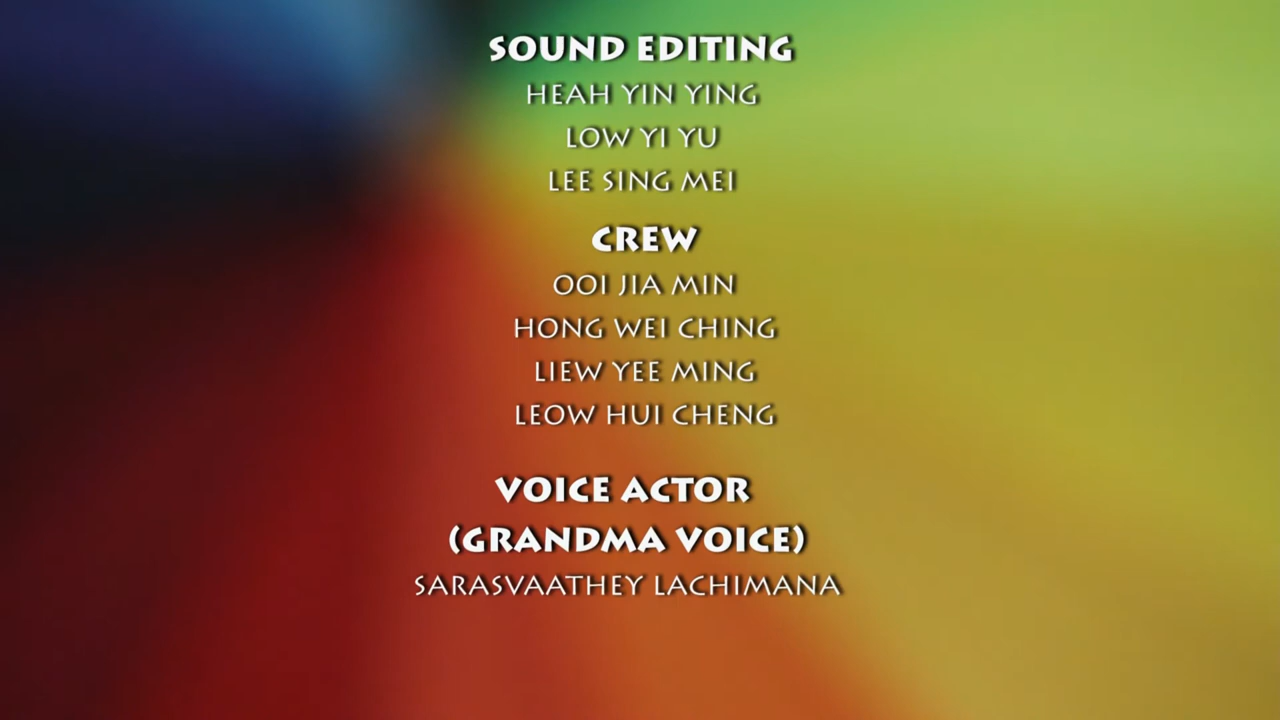 SOUND EDITING
HEAH YIN YING
LOW YI YU
LEE SING MEI
CREW
OOI JIA MIN
HONG WEI CHING
LIEW YEE MING
LEOW HUI CHENG
VOICE ACTOR
(GRANDMA VOICE)
SARASVAATHEY LACHIMANA